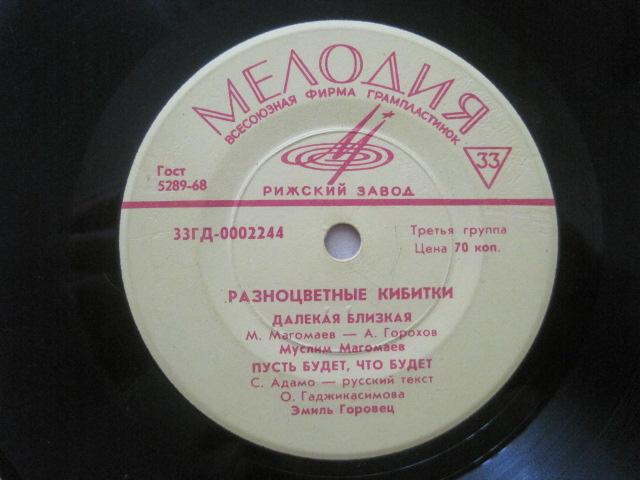 МЕЛОДИЯ
ВСЕСОЮЗНАЯ ФИРМА ГРАМПЛАСТИНОК
33
Гост
5289-68
РИЖСКИЙ ЗАВОД
33ГД-0002244
Третья группа
Цена 70 коп.
РАЗНОЦВЕТНЫЕ КИБИТКИ
ДАЛЕКАЯ БЛИЗКАЯ
М. Магомаев — А. Горохов
Муслим Магомаев
ПУСТЬ БУДЕТ, ЧТО БУДЕТ
С. Адамо — русский текст
О. Гаджикасимова
Эмиль Горовец